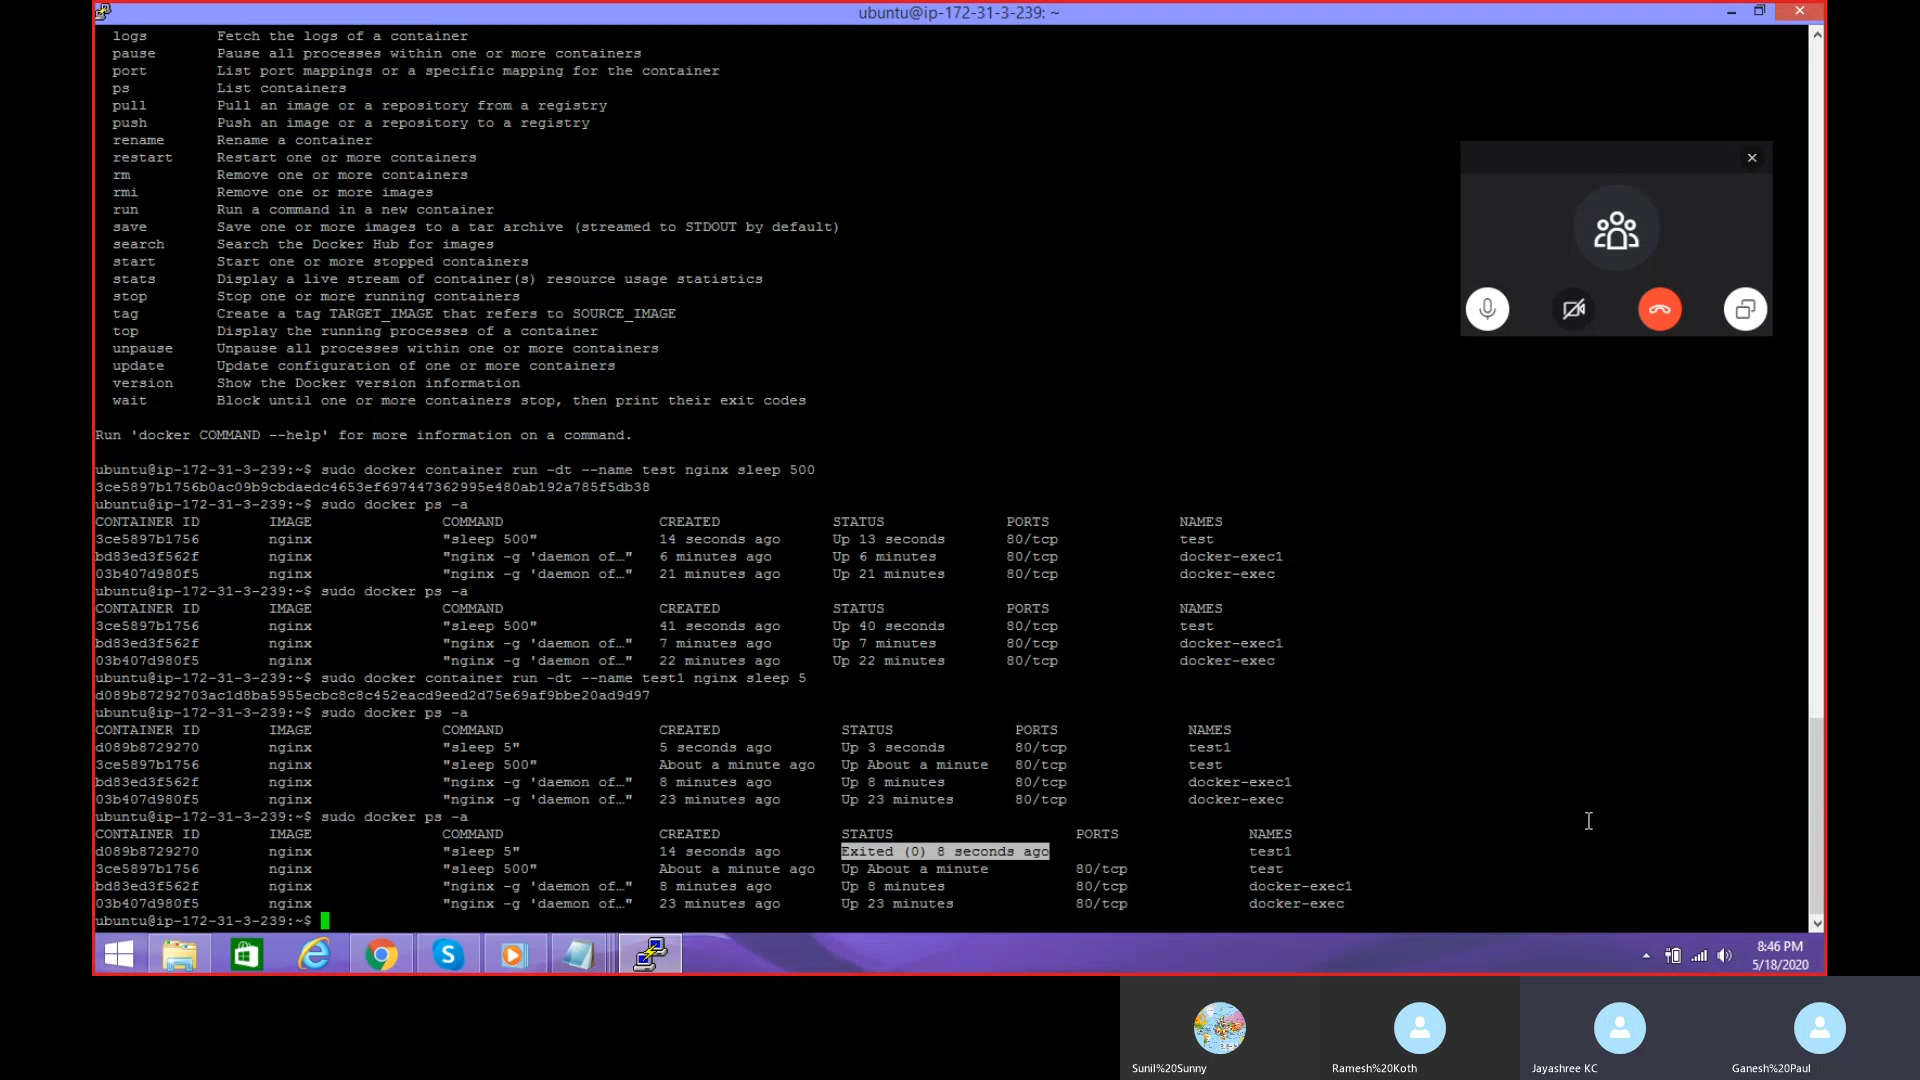 ubuntu@ip-172-31-3-239: ~
logs Fetch the logs of a container
pause Pause all processes within one or more containers
port List port mappings or a specific mapping for the container
ps List containers
pull Pull an image or a repository from a registry
push Push an image or a repository to a registry
rename Rename a container
restart Restart one or more containers
rm Remove one or more containers
rmi Remove one or more images
run Run a command in a new container
save Save one or more images to a tar archive (streamed to STDOUT by default)
search Search the Docker Hub for images
start Start one or more stopped containers
stats Display a live stream of container(s) resource usage statistics
stop Stop one or more running containers
tag Create a tag TARGET_IMAGE that refers to SOURCE_IMAGE
top Display the running processes of a container
unpause Unpause all processes within one or more containers
update Update configuration of one or more containers
version Show the Docker version information
wait Block until one or more containers stop, then print their exit codes
Run 'docker COMMAND --help' for more information on a command.
ubuntu@ip-172-31-3-239:~$ sudo docker container run -dt --name test nginx sleep 500
3ce5897b1756b0ac09b9cbdaedc4653ef697447362995e480ab192a785f5db38
ubuntu@ip-172-31-3-239:~$ sudo docker ps -a
CONTAINER ID IMAGE COMMAND CREATED STATUS PORTS NAMES
3ce5897b1756 nginx "sleep 500" 14 seconds ago Up 13 seconds 80/tcp test
bd83ed3f562f nginx "nginx -g 'daemon of…" 6 minutes ago Up 6 minutes 80/tcp docker-exec1
03b407d980f5 nginx "nginx -g 'daemon of…" 21 minutes ago Up 21 minutes 80/tcp docker-exec
ubuntu@ip-172-31-3-239:~$ sudo docker ps -a
CONTAINER ID IMAGE COMMAND CREATED STATUS PORTS NAMES
3ce5897b1756 nginx "sleep 500" 41 seconds ago Up 40 seconds 80/tcp test
bd83ed3f562f nginx "nginx -g 'daemon of…" 7 minutes ago Up 7 minutes 80/tcp docker-exec1
03b407d980f5 nginx "nginx -g 'daemon of…" 22 minutes ago Up 22 minutes 80/tcp docker-exec
ubuntu@ip-172-31-3-239:~$ sudo docker container run -dt --name test1 nginx sleep 5
d089b87292703ac1d8ba5955ecbc8c8c452eacd9eed2d75e69af9bbe20ad9d97
ubuntu@ip-172-31-3-239:~$ sudo docker ps -a
CONTAINER ID IMAGE COMMAND CREATED STATUS PORTS NAMES
d089b8729270 nginx "sleep 5" 5 seconds ago Up 3 seconds 80/tcp test1
3ce5897b1756 nginx "sleep 500" About a minute ago Up About a minute 80/tcp test
bd83ed3f562f nginx "nginx -g 'daemon of…" 8 minutes ago Up 8 minutes 80/tcp docker-exec1
03b407d980f5 nginx "nginx -g 'daemon of…" 23 minutes ago Up 23 minutes 80/tcp docker-exec
ubuntu@ip-172-31-3-239:~$ sudo docker ps -a
CONTAINER ID IMAGE COMMAND CREATED STATUS PORTS NAMES
d089b8729270 nginx "sleep 5" 14 seconds ago Exited (0) 8 seconds ago test1
3ce5897b1756 nginx "sleep 500" About a minute ago Up About a minute 80/tcp test
bd83ed3f562f nginx "nginx -g 'daemon of…" 8 minutes ago Up 8 minutes 80/tcp docker-exec1
03b407d980f5 nginx "nginx -g 'daemon of…" 23 minutes ago Up 23 minutes 80/tcp docker-exec
ubuntu@ip-172-31-3-239:~$
8:46 PM
5/18/2020
Sunil%20Sunny
Ramesh%20Koth
Jayashree KC
Ganesh%20Paul